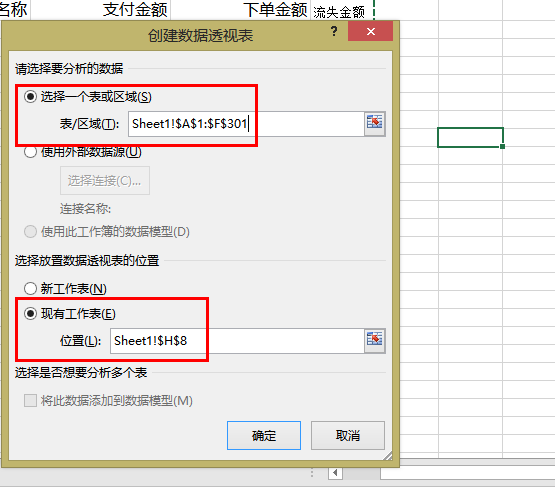 名称 支付金额 下单金额 流失金额
创建数据透视表 ?
请选择要分析的数据
选择一个表或区域(S)
表/区域(T): Sheet1!$A$1:$F$301
使用外部数据源(U)
选择连接(C)...
连接名称:
使用此工作簿的数据模型(D)
选择放置数据透视表的位置
新工作表(N)
现有工作表(E)
位置(L): Sheet1!$H$8
选择是否想要分析多个表
将此数据添加到数据模型(M)
确定 取消